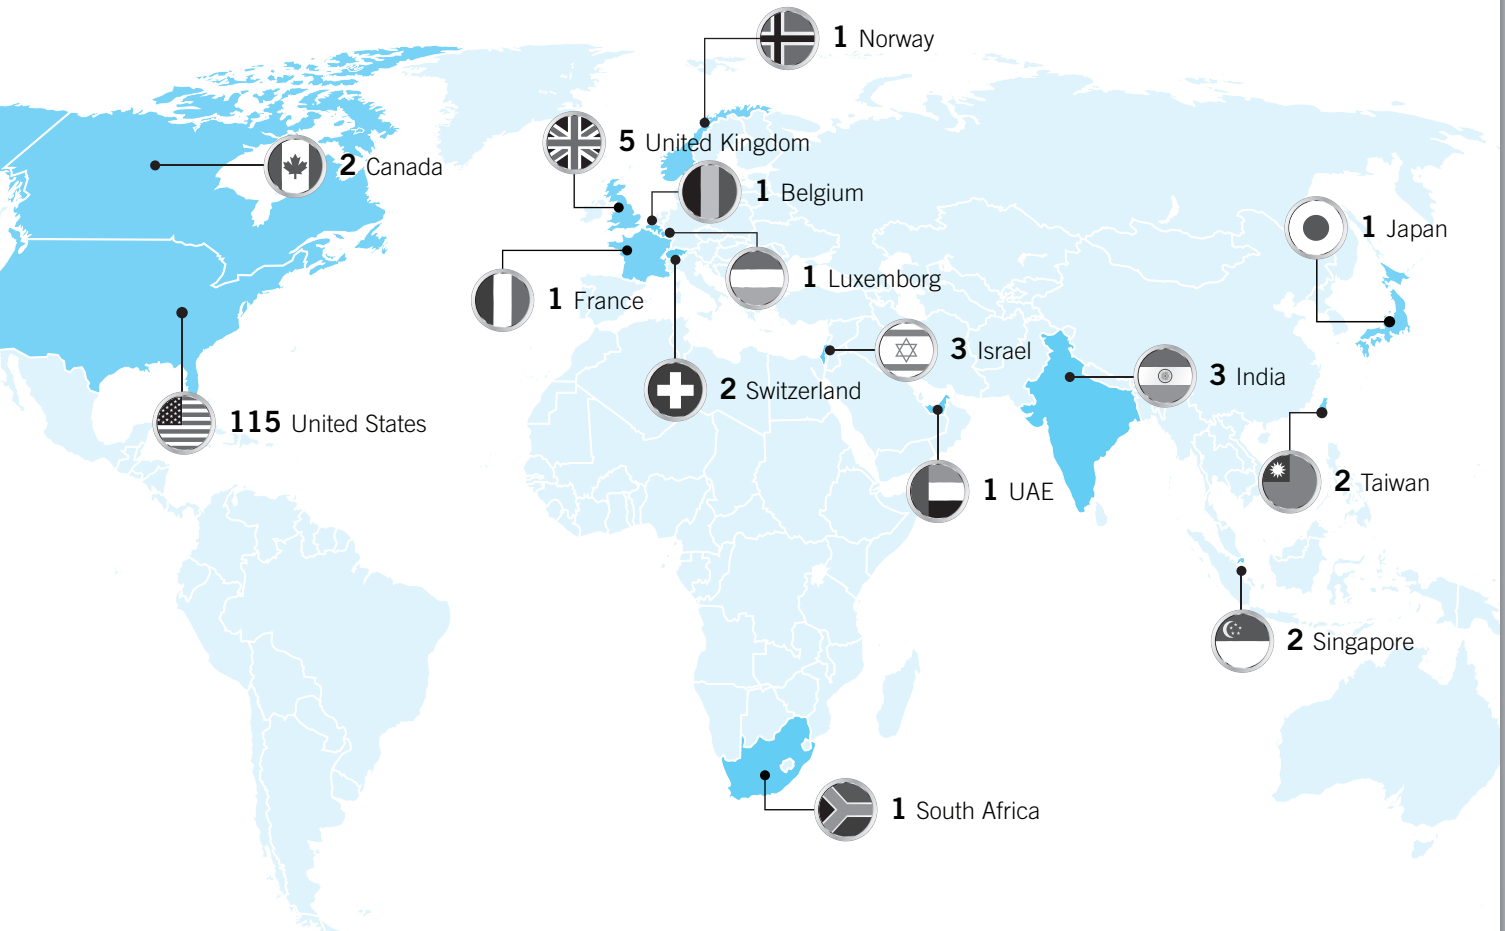 1 Norway
5 United Kingdom
2 Canada
1 Belgium
1 Japan
1 Luxemborg
1 France
3 Israel
3 India
2 Switzerland
115 United States
1 UAE
2 Taiwan
2 Singapore
1 South Africa